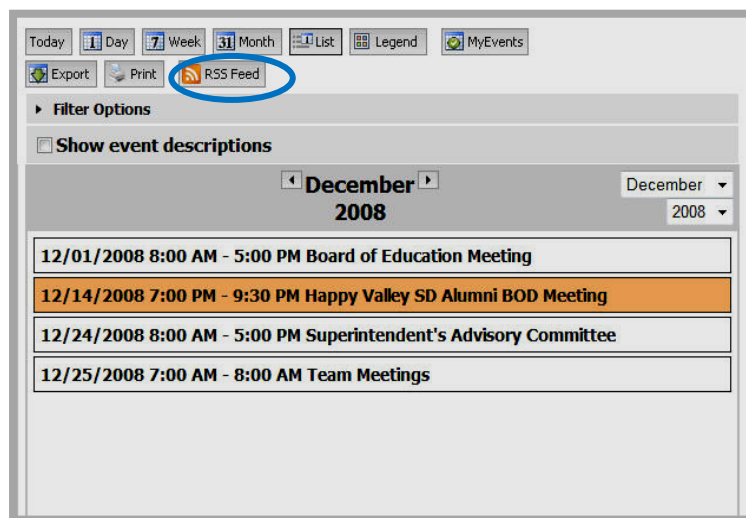 Today 1 Day 7 Week 31 Month List Legend MyEvents
Export Print RSS Feed
Filter Options
Show event descriptions
December December
2008 2008
12/01/2008 8:00 AM - 5:00 PM Board of Education Meeting
12/14/2008 7:00 PM - 9:30 PM Happy Valley SD Alumni BOD Meeting
12/24/2008 8:00 AM - 5:00 PM Superintendent's Advisory Committee
12/25/2008 7:00 AM - 8:00 AM Team Meetings